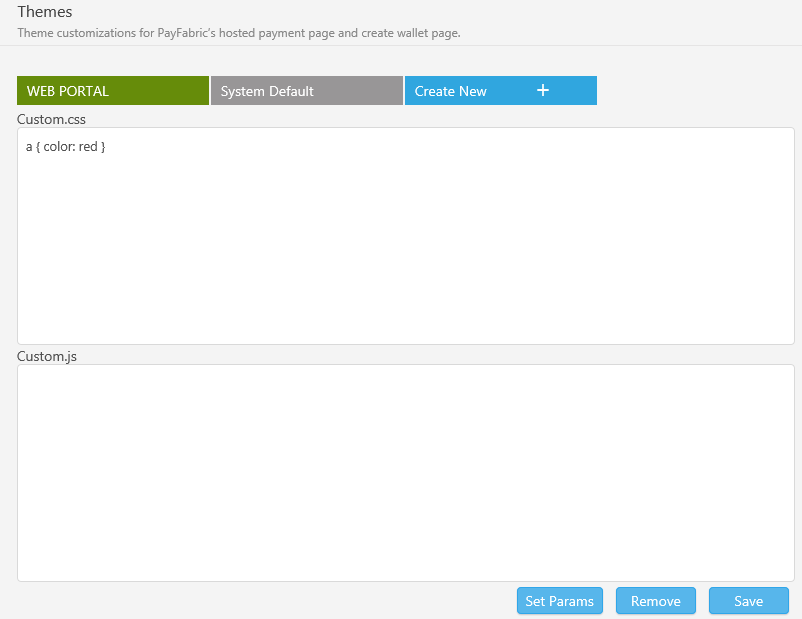 Themes
Theme customizations for PayFabric's hosted payment page and create wallet page.
WEB PORTAL System Default Create New +
Custom.css
a { color: red }
Custom.js
Set Params Remove Save